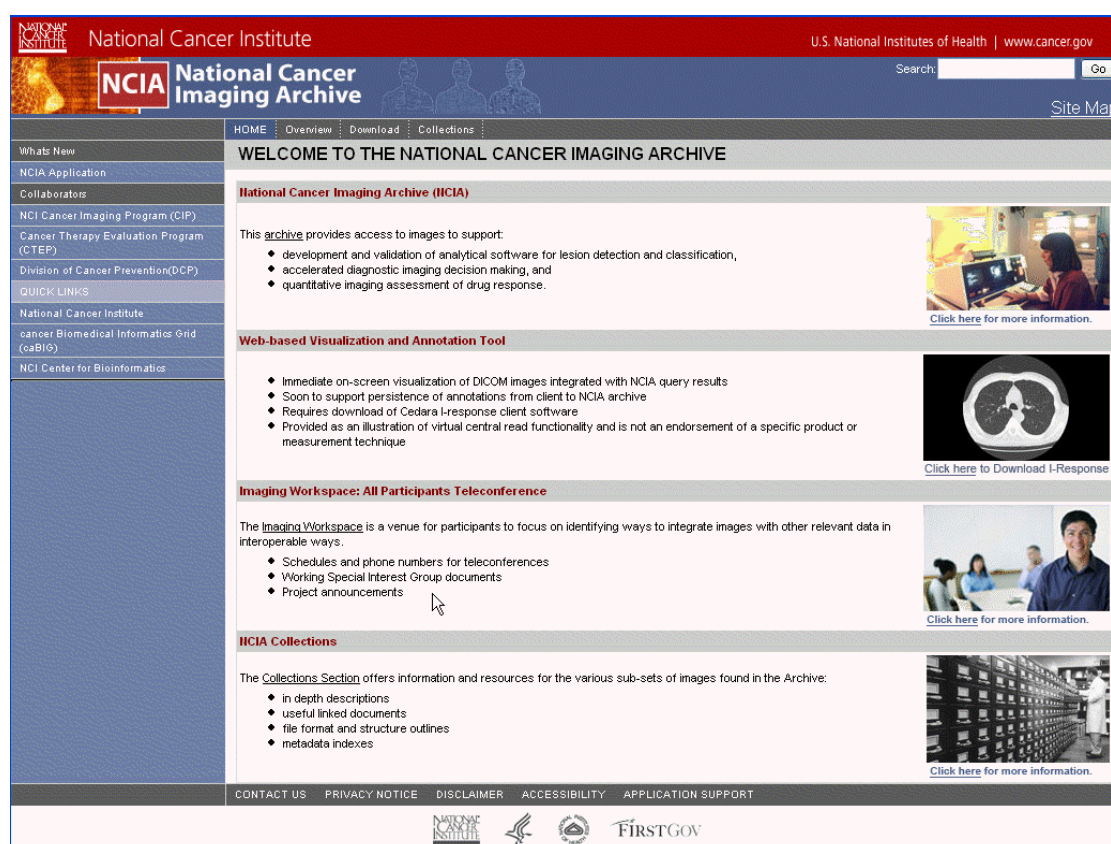 NATIONAL
CANCER
INSTITUTE
National Cancer Institute
U.S. National Institutes of Health | www.cancer.gov
NCIA
National Cancer
Imaging Archive
Search:
Go
Site Map
HOME Overview Download Collections
Whats New
NCIA Application
Collaborators
NCI Cancer Imaging Program (CIP)
Cancer Therapy Evaluation Program
(CTEP)
Division of Cancer Prevention(DCP)
QUICK LINKS
National Cancer Institute
cancer Biomedical Informatics Grid
(caBIG)
NCI Center for Bioinformatics
WELCOME TO THE NATIONAL CANCER IMAGING ARCHIVE
National Cancer Imaging Archive (NCIA)
This archive provides access to images to support:
development and validation of analytical software for lesion detection and classification,
accelerated diagnostic imaging decision making, and
quantitative imaging assessment of drug response.
Click here for more information.
Web-based Visualization and Annotation Tool
Immediate on-screen visualization of DICOM images integrated with NCIA query results
Soon to support persistence of annotations from client to NCIA archive
Requires download of Cedara I-response client software
Provided as an illustration of virtual central read functionality and is not an endorsement of a specific product or
measurement technique
Click here to Download I-Response
Imaging Workspace: All Participants Teleconference
The Imaging Workspace is a venue for participants to focus on identifying ways to integrate images with other relevant data in
interoperable ways.
Schedules and phone numbers for teleconferences
Working Special Interest Group documents
Project announcements
Click here for more information.
NCIA Collections
The Collections Section offers information and resources for the various sub-sets of images found in the Archive:
in depth descriptions
useful linked documents
file format and structure outlines
metadata indexes
Click here for more information.
CONTACT US PRIVACY NOTICE DISCLAIMER ACCESSIBILITY APPLICATION SUPPORT
NATIONAL
CANCER
INSTITUTE
FIRSTGOV